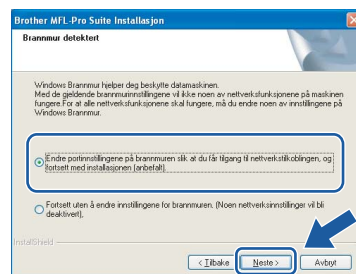 Brother MFL-Pro Suite Installasjon
Brannmur detektert
Windows Brannmur hjelper deg beskytte datamaskinen.
Med de gjeldende brannmurinnstillingene vil ikke noen av nettverksfunksjonene på maskinen
fungere.For at alle nettverksfunksjonene skal fungere, må du endre noen av innstillingene på
Windows Brannmur.
Endre portinnstillingene på brannmuren slik at du får tilgang til nettverkstilkoblingen, og
fortsett med installasjonen (anbefalt).
Fortsett uten å endre innstillingene for brannmuren. (Noen nettverksinnstillinger vil bli
deaktivert).
InstallShield
< Tilbake Neste > Avbryt